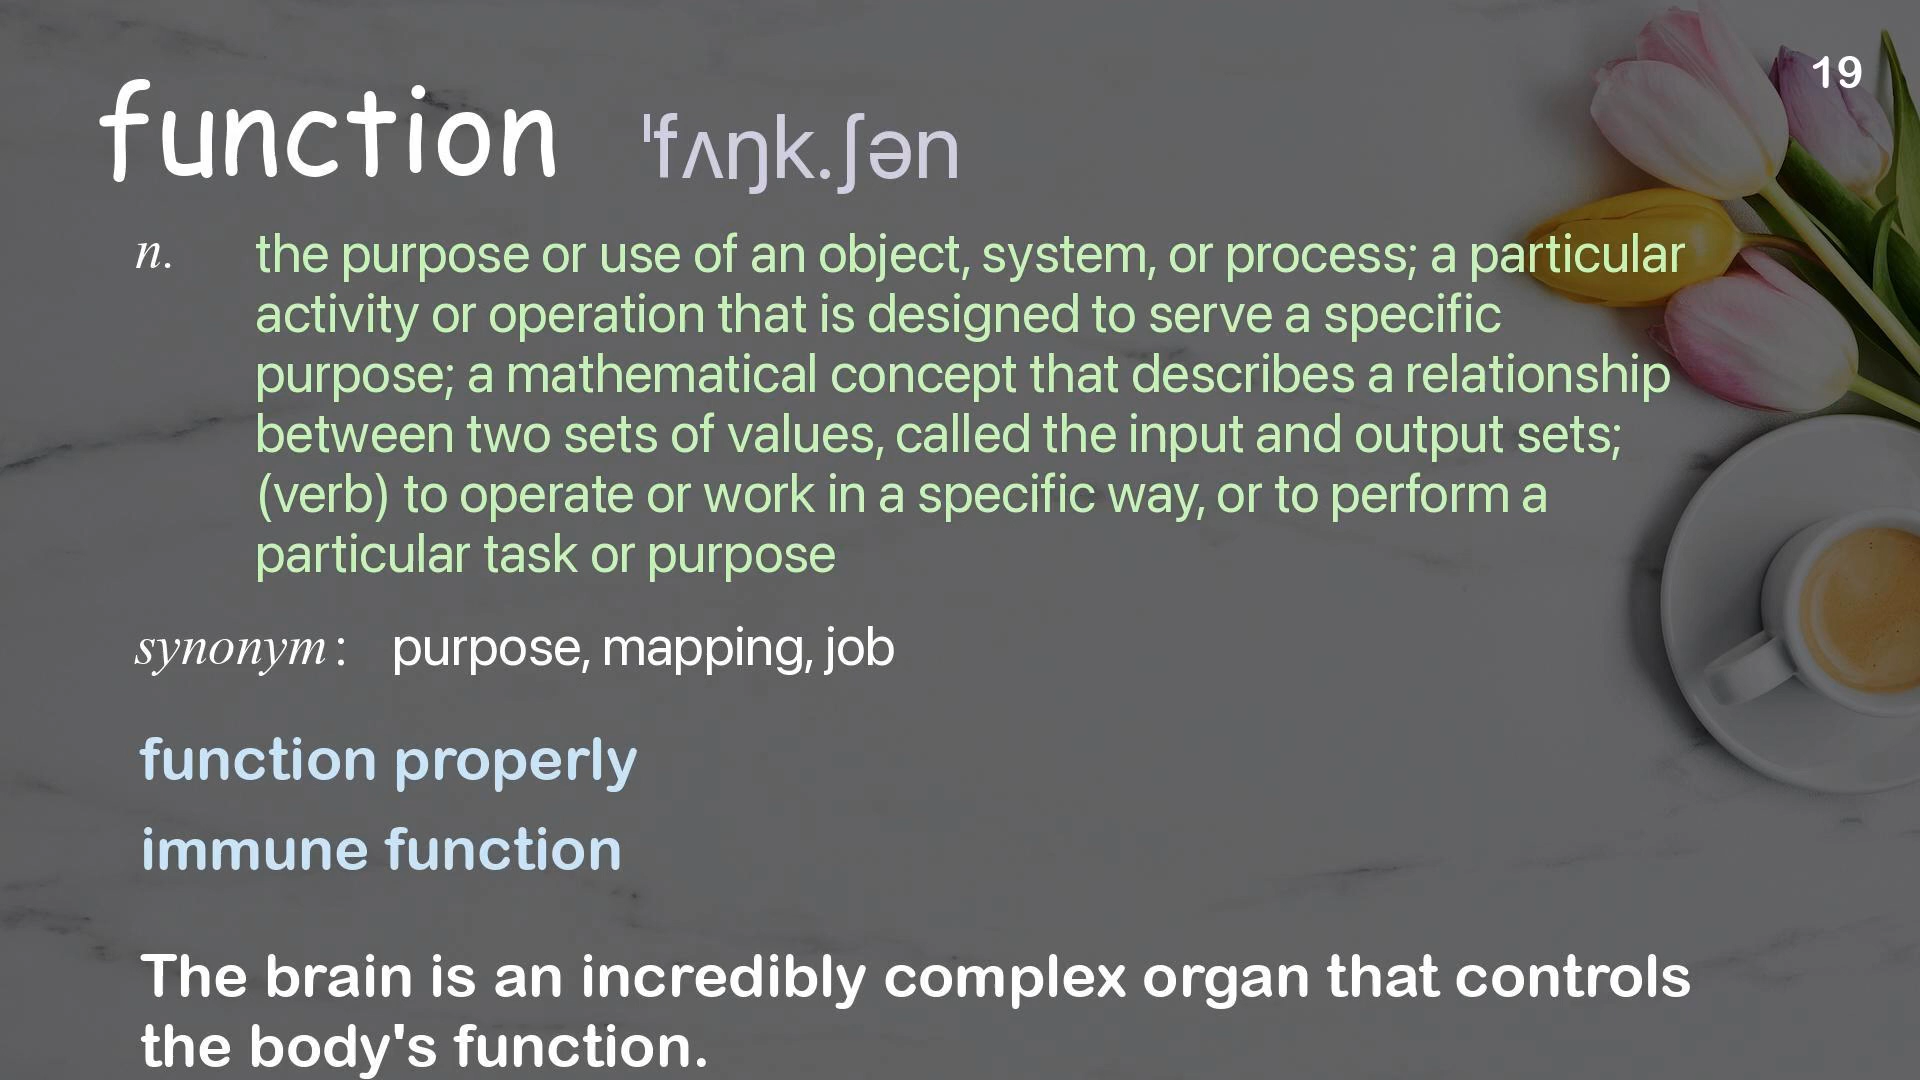 19
function ˈfʌŋk.ʃən
n. the purpose or use of an object, system, or process; a particular
activity or operation that is designed to serve a specific
purpose; a mathematical concept that describes a relationship
between two sets of values, called the input and output sets;
(verb) to operate or work in a specific way, or to perform a
particular task or purpose
synonym: purpose, mapping, job
function properly
immune function
The brain is an incredibly complex organ that controls
the body's function.